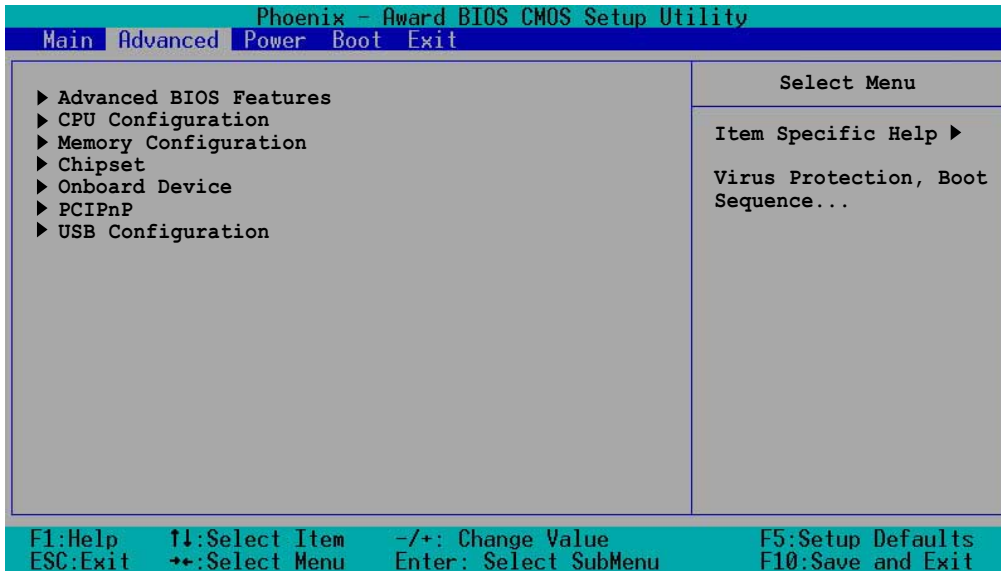 Phoenix - Award BIOS CMOS Setup Utility
Main Advanced Power Boot Exit
▶ Advanced BIOS Features
▶ CPU Configuration
▶ Memory Configuration
▶ Chipset
▶ Onboard Device
▶ PCIPnP
▶ USB Configuration
Select Menu
Item Specific Help ▶
Virus Protection, Boot
Sequence...
F1:Help ↑↓:Select Item -/+: Change Value F5:Setup Defaults
ESC:Exit →←:Select Menu Enter: Select SubMenu F10:Save and Exit